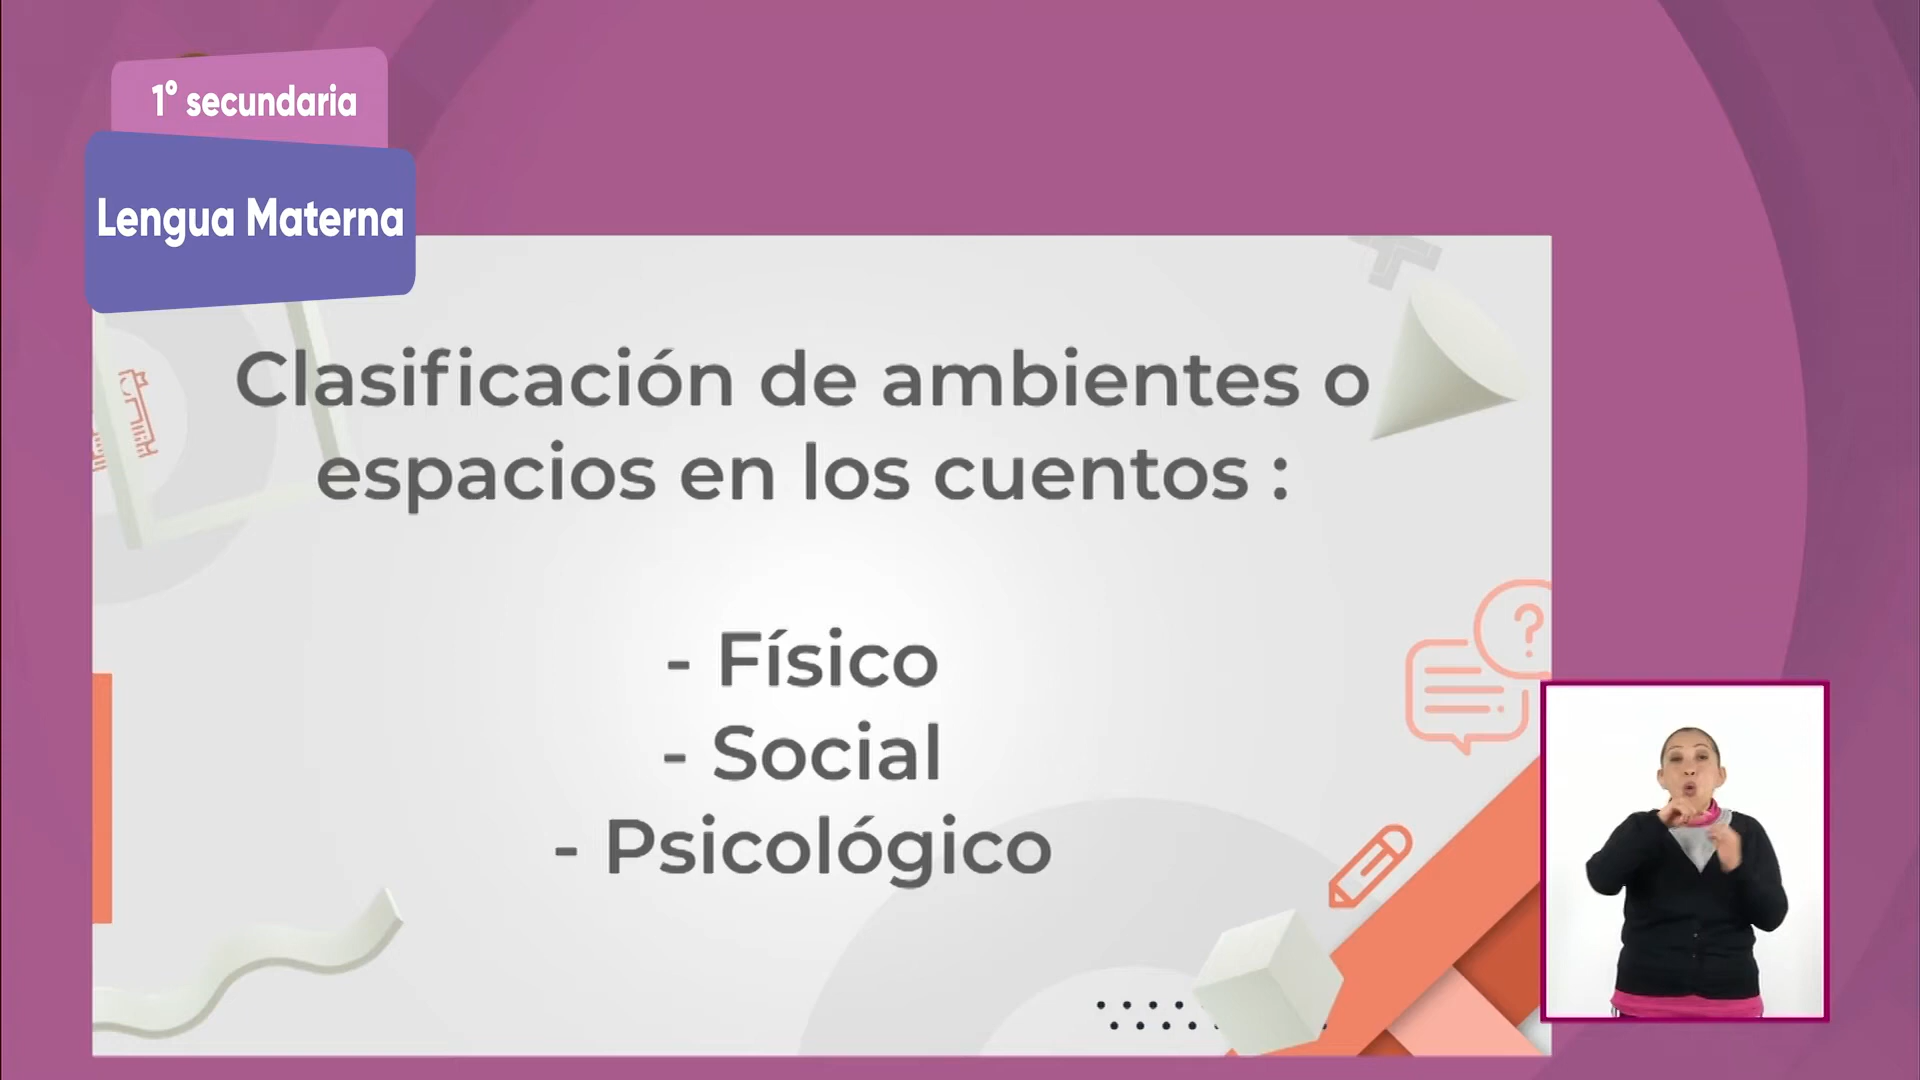 1° secundaria
Lengua Materna
Clasificación de ambientes o
espacios en los cuentos :
- Físico
- Social
- Psicológico
?